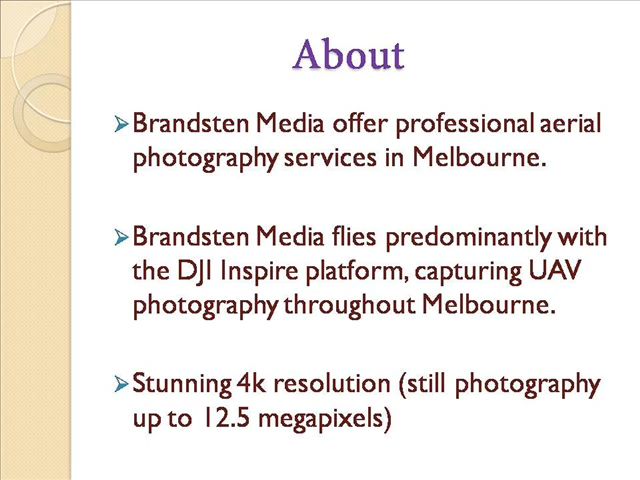 About
Brandsten Media offer professional aerial
photography services in Melbourne.
Brandsten Media flies predominantly with
the DJI Inspire platform, capturing UAV
photography throughout Melbourne.
Stunning 4k resolution (still photography
up to 12.5 megapixels)